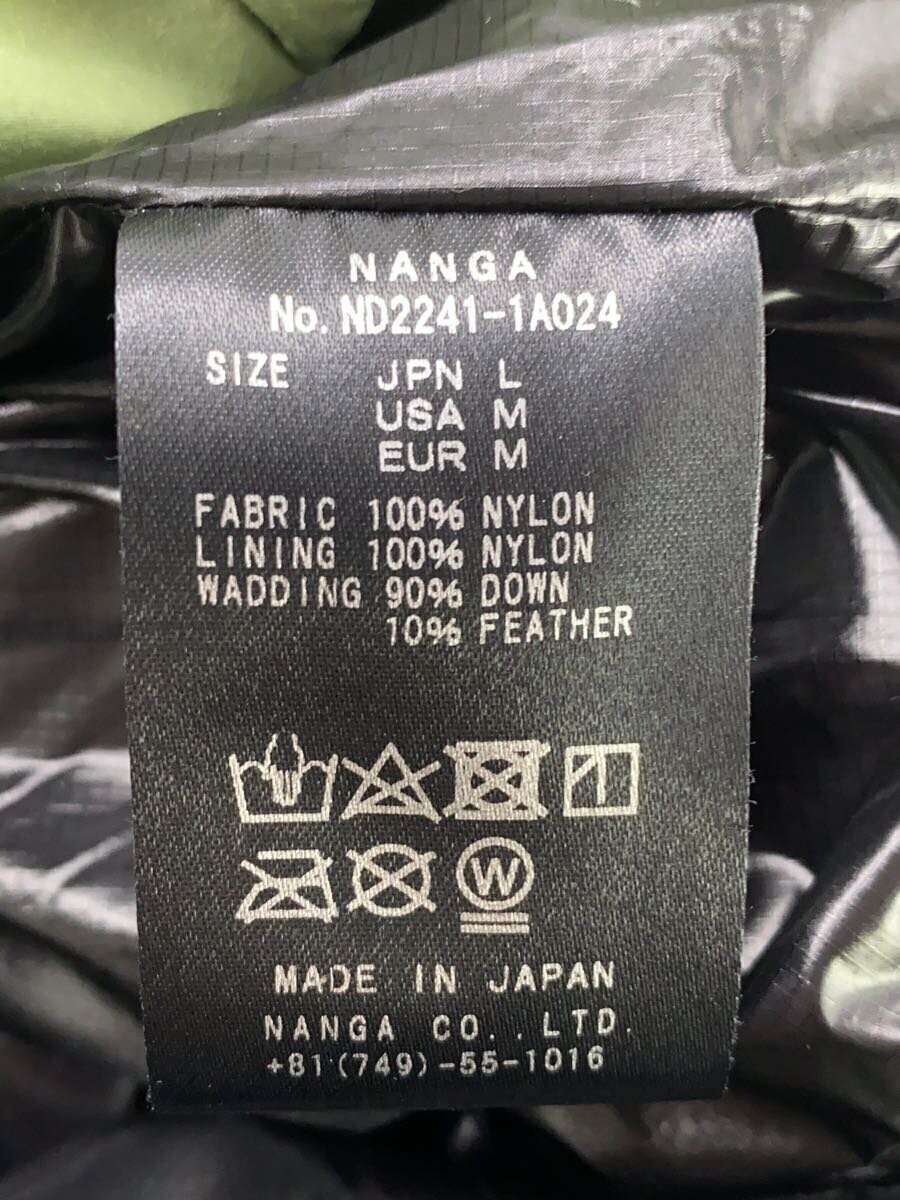 NANGA
No. ND2241-1A024
SIZE JPN L
USA M
EUR M
FABRIC 100% NYLON
LINING 100% NYLON
WADDING 90% DOWN
10% FEATHER
W
MADE IN JAPAN
NANGA CO.,LTD.
+81(749)-55-1016